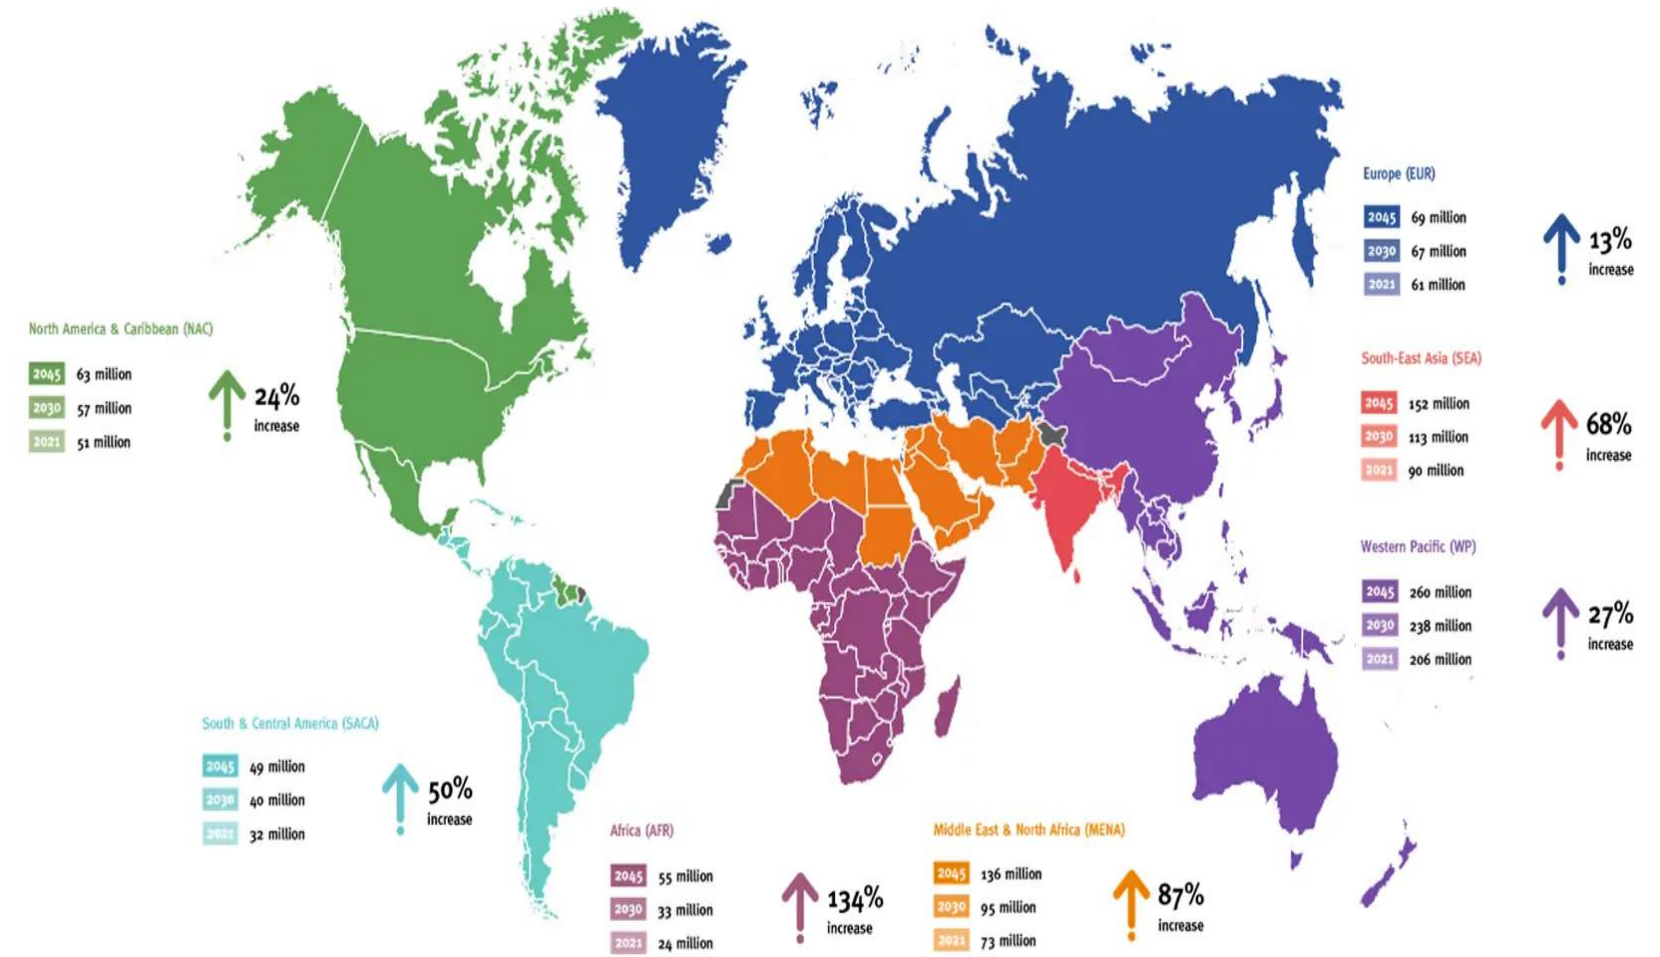 Europe (EUR)
2045 69 million
2030 67 million
2021 61 million
13%
increase
North America & Caribbean (NAC)
2045 63 million
2030 57 million
2021 51 million
24%
increase
South-East Asia (SEA)
2045 152 million
2030 113 million
2021 90 million
68%
increase
Western Pacific (WP)
2045 260 million
2030 238 million
2021 206 million
27%
increase
South & Central America (SACA)
2045 49 million
2030 40 million
2021 32 million
50%
increase
Africa (AFR)
2045 55 million
2030 33 million
2021 24 million
134%
increase
Middle East & North Africa (MENA)
2045 136 million
2030 95 million
2021 73 million
87%
increase